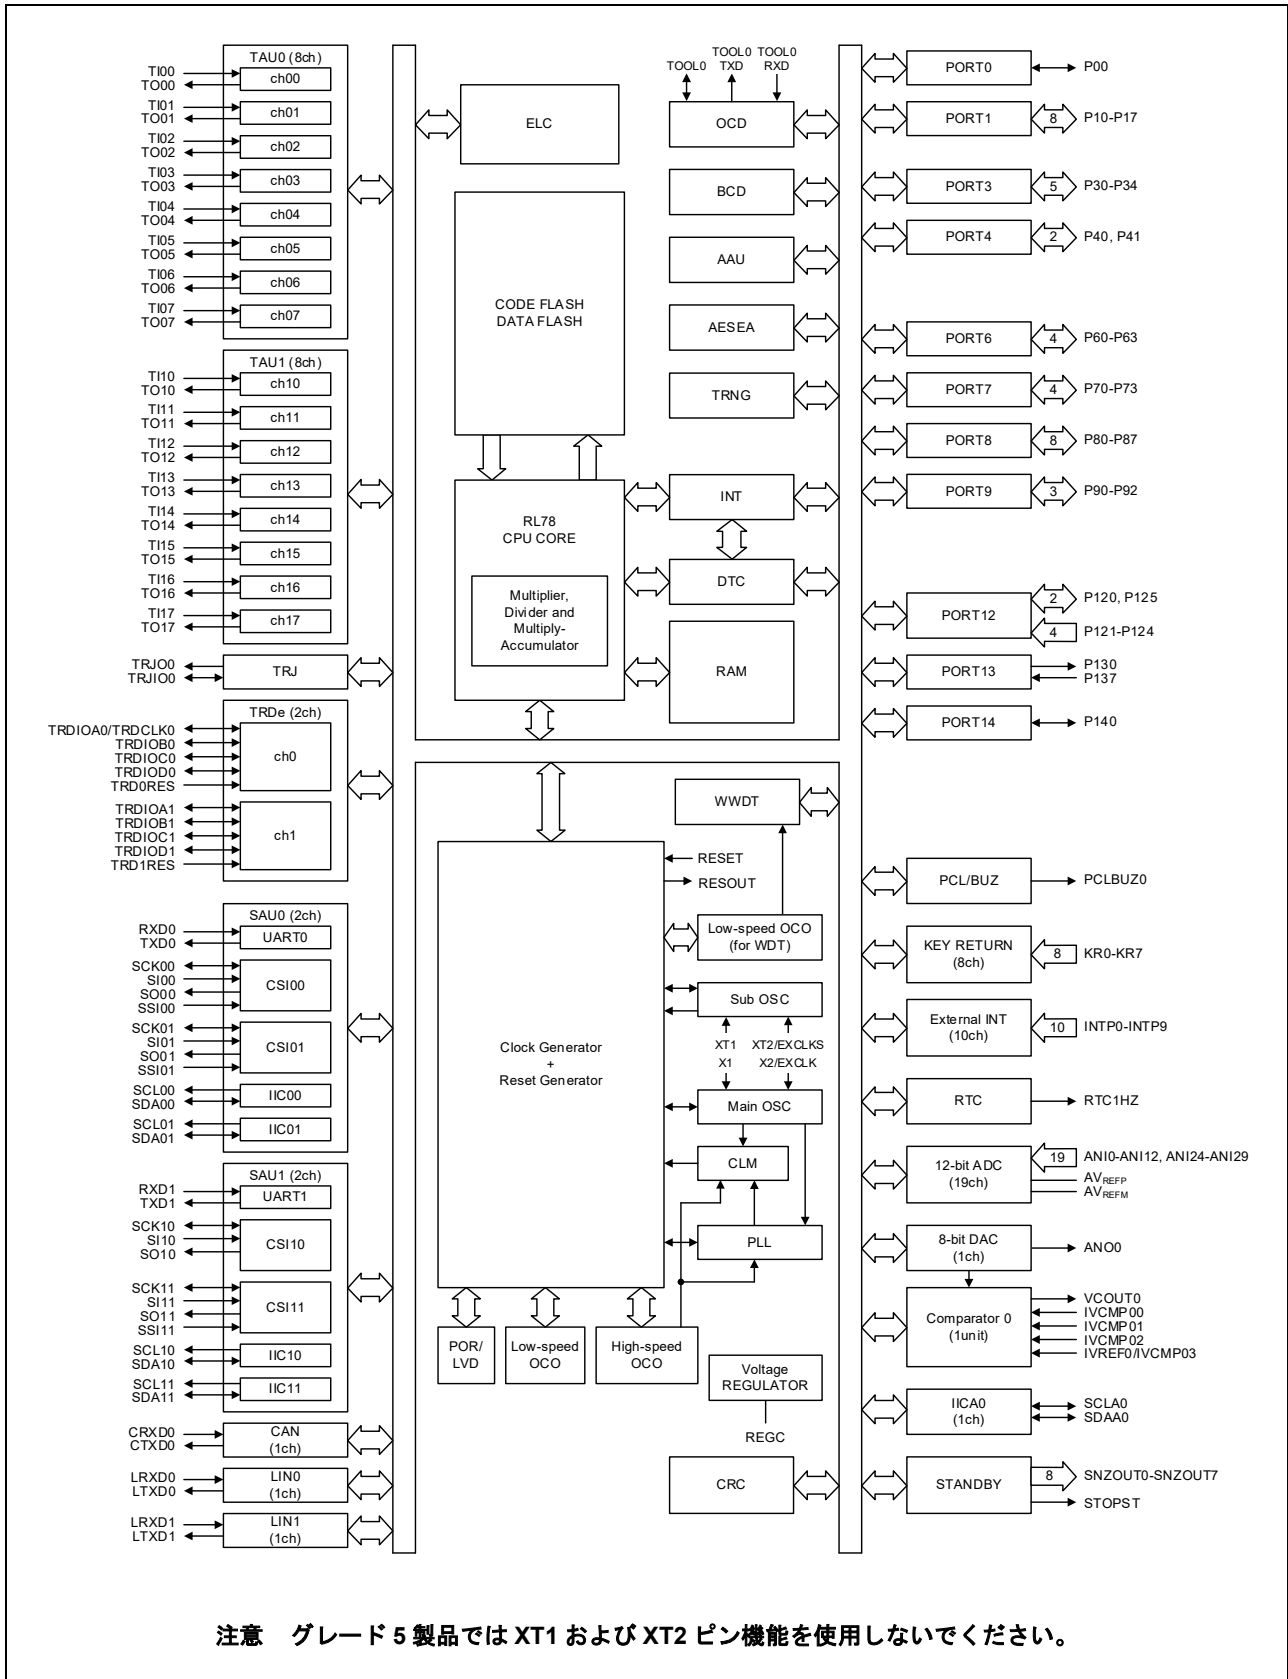 TAU0 (8ch)
TI00
TO00
ch00
TI01
TO01
ch01
TI02
TO02
ch02
TI03
TO03
ch03
TI04
TO04
ch04
TI05
TO05
ch05
TI06
TO06
ch06
TI07
TO07
ch07
TAU1 (8ch)
TI10
TO10
ch10
TI11
TO11
ch11
TI12
TO12
ch12
TI13
TO13
ch13
TI14
TO14
ch14
TI15
TO15
ch15
TI16
TO16
ch16
TI17
TO17
ch17
TRJO0
TRJIO0
TRJ
TRDe (2ch)
TRDIOA0/TRDCLK0
TRDIOB0
TRDIOC0
TRDIOD0
TRD0RES
ch0
TRDIOA1
TRDIOB1
TRDIOC1
TRDIOD1
TRD1RES
ch1
SAU0 (2ch)
RXD0
TXD0
UART0
SCK00
SI00
SO00
SSI00
CSI00
SCK01
SI01
SO01
SSI01
CSI01
SCL00
SDA00
IIC00
SCL01
SDA01
IIC01
SAU1 (2ch)
RXD1
TXD1
UART1
SCK10
SI10
SO10
CSI10
SCK11
SI11
SO11
SSI11
CSI11
SCL10
SDA10
IIC10
SCL11
SDA11
IIC11
CRXD0
CTXD0
CAN
(1ch)
LRXD0
LTXD0
LIN0
(1ch)
LRXD1
LTXD1
LIN1
(1ch)
ELC
CODE FLASH
DATA FLASH
RL78
CPU CORE
Multiplier,
Divider and
Multiply-
Accumulator
TOOL0
TOOL0
TXD
TOOL0
RXD
OCD
BCD
AAU
AESEA
TRNG
INT
DTC
RAM
WWDT
Clock Generator
+
Reset Generator
RESET
RESOUT
Low-speed OCO
(for WDT)
Sub OSC
XT1
XT2/EXCLKS
X1
X2/EXCLK
Main OSC
CLM
PLL
POR/
LVD
Low-speed
OCO
High-speed
OCO
Voltage
REGULATOR
REGC
CRC
PORT0
P00
PORT1
8
P10-P17
PORT3
5
P30-P34
PORT4
2
P40, P41
PORT6
4
P60-P63
PORT7
4
P70-P73
PORT8
8
P80-P87
PORT9
3
P90-P92
PORT12
2
P120, P125
4
P121-P124
PORT13
P130
P137
PORT14
P140
PCL/BUZ
PCLBUZ0
KEY RETURN
(8ch)
8
KR0-KR7
External INT
(10ch)
10
INTP0-INTP9
RTC
RTC1HZ
12-bit ADC
(19ch)
19
ANI0-ANI12, ANI24-ANI29
AVREFP
AVREFM
8-bit DAC
(1ch)
ANO0
Comparator 0
(1unit)
VCOUT0
IVCMP00
IVCMP01
IVCMP02
IVREF0/IVCMP03
IICA0
(1ch)
SCLA0
SDAA0
STANDBY
8
SNZOUT0-SNZOUT7
STOPST
注意 グレード 5 製品では XT1 および XT2 ピン機能を使用しないでください。